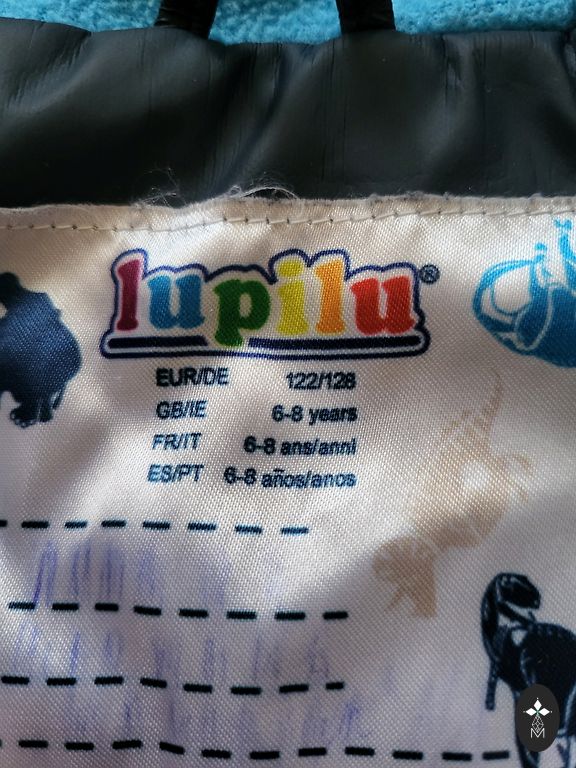 lupilu®
EUR/DE 122/128
GB/IE 6-8 years
FR/IT 6-8 ans/anni
ES/PT 6-8 años/anos
M